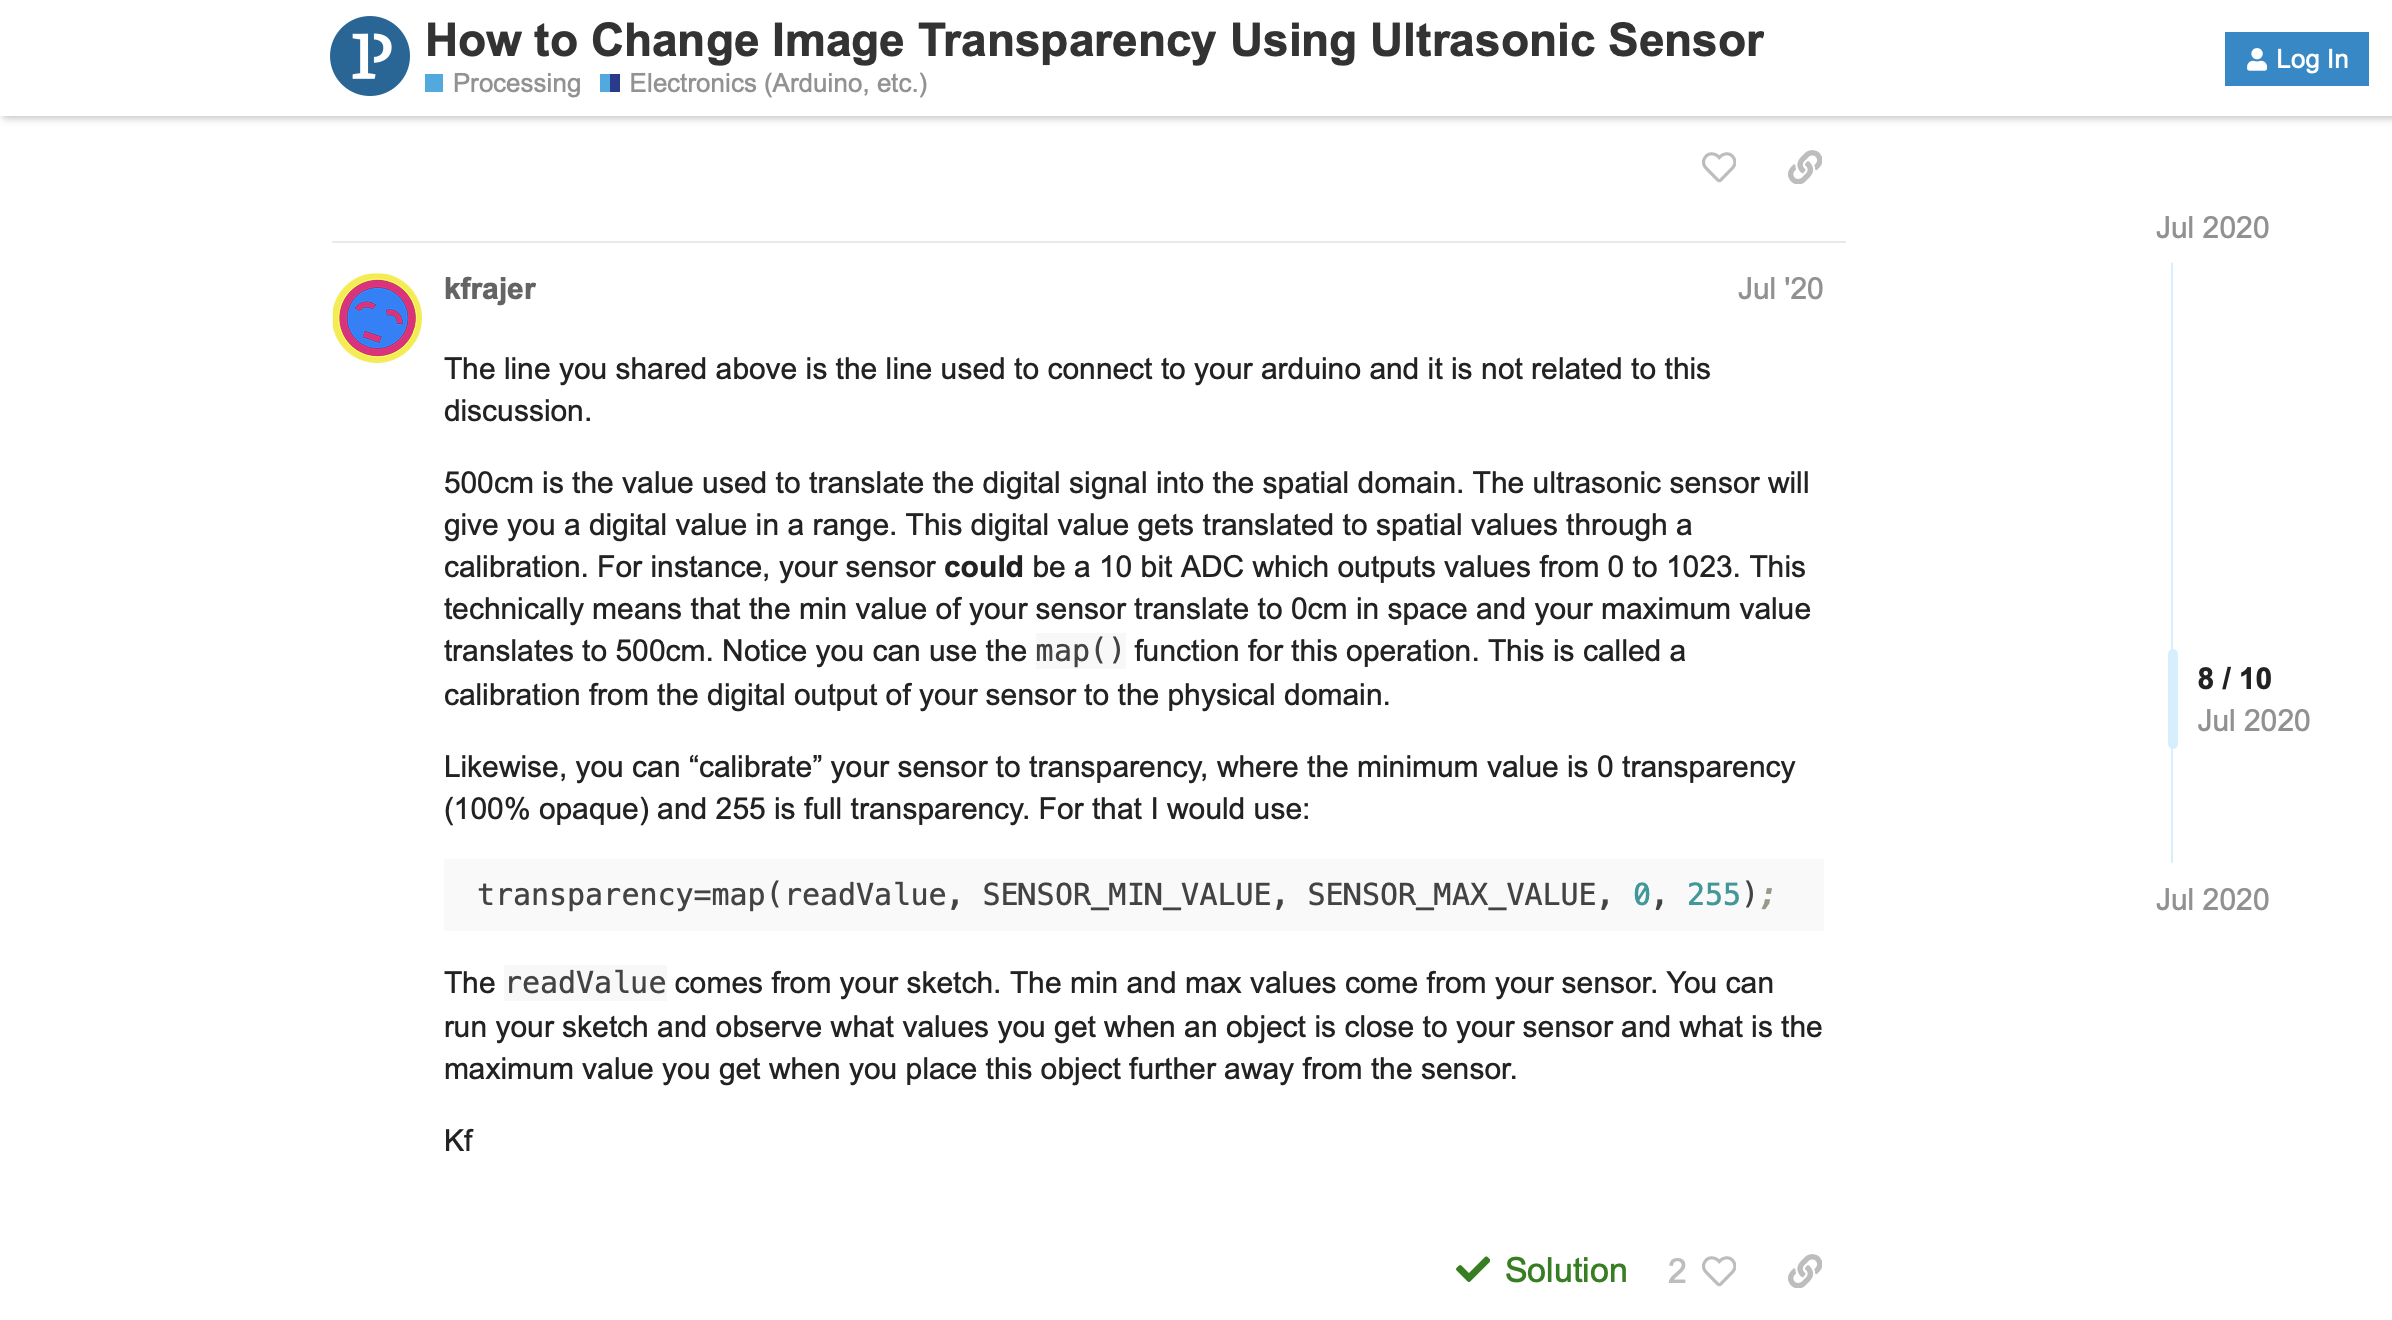 How to Change Image Transparency Using Ultrasonic Sensor
Processing Electronics (Arduino, etc.)
Log In
Jul 2020
kfrajer
Jul '20
The line you shared above is the line used to connect to your arduino and it is not related to this
discussion.
500cm is the value used to translate the digital signal into the spatial domain. The ultrasonic sensor will
give you a digital value in a range. This digital value gets translated to spatial values through a
calibration. For instance, your sensor could be a 10 bit ADC which outputs values from 0 to 1023. This
technically means that the min value of your sensor translate to 0cm in space and your maximum value
translates to 500cm. Notice you can use the map() function for this operation. This is called a
calibration from the digital output of your sensor to the physical domain.
8 / 10
Jul 2020
Likewise, you can “calibrate” your sensor to transparency, where the minimum value is 0 transparency
(100% opaque) and 255 is full transparency. For that I would use:
transparency=map(readValue, SENSOR_MIN_VALUE, SENSOR_MAX_VALUE, 0, 255);
Jul 2020
The readValue comes from your sketch. The min and max values come from your sensor. You can
run your sketch and observe what values you get when an object is close to your sensor and what is the
maximum value you get when you place this object further away from the sensor.
Kf
Solution 2